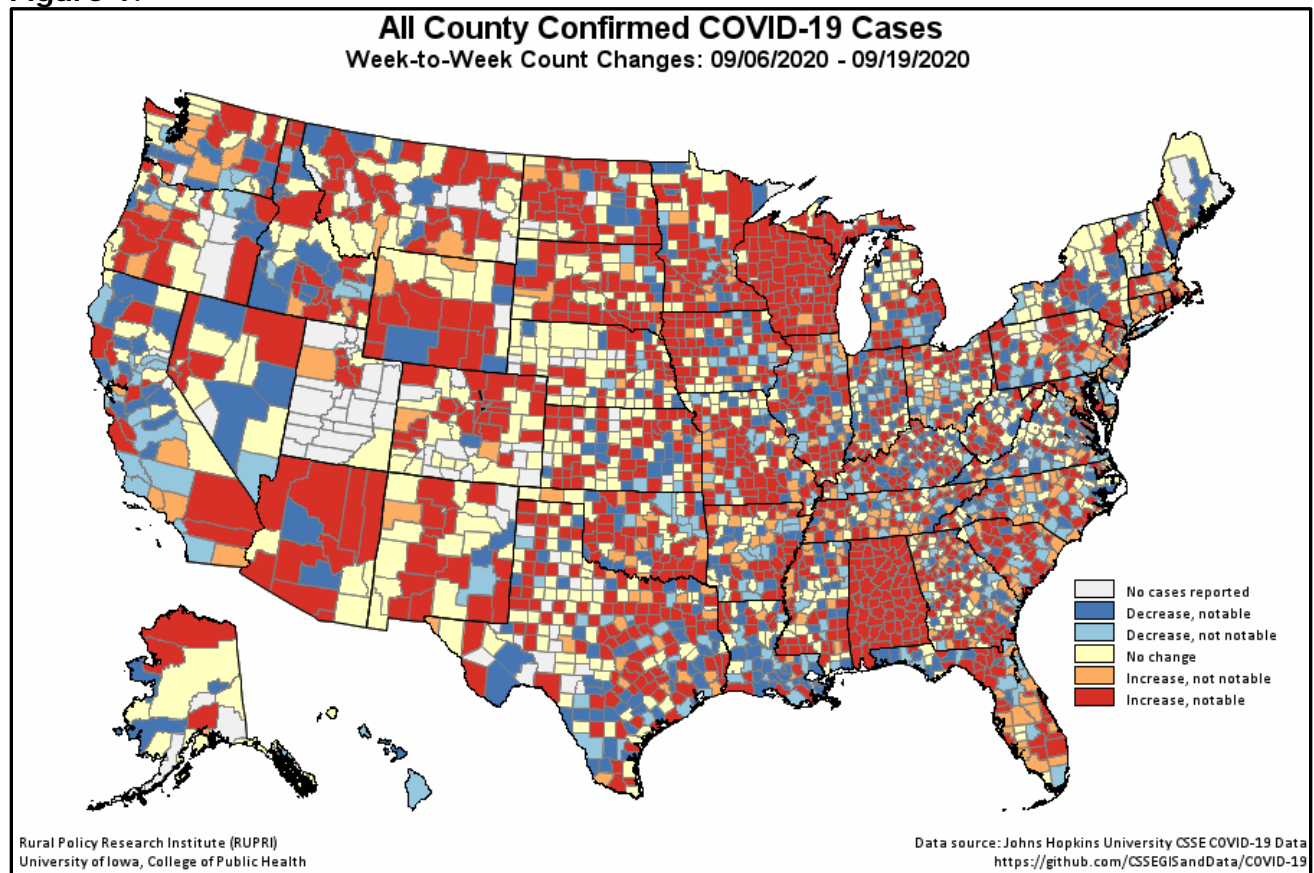 Figure 1.
All County Confirmed COVID-19 Cases
Week-to-Week Count Changes: 09/06/2020 - 09/19/2020
No cases reported
Decrease, notable
Decrease, not notable
No change
Increase, not notable
Increase, notable
Rural Policy Research Institute (RUPRI)
University of Iowa, College of Public Health
Data source: Johns Hopkins University CSSE COVID-19 Data
https://github.com/CSSEGISandData/COVID-19